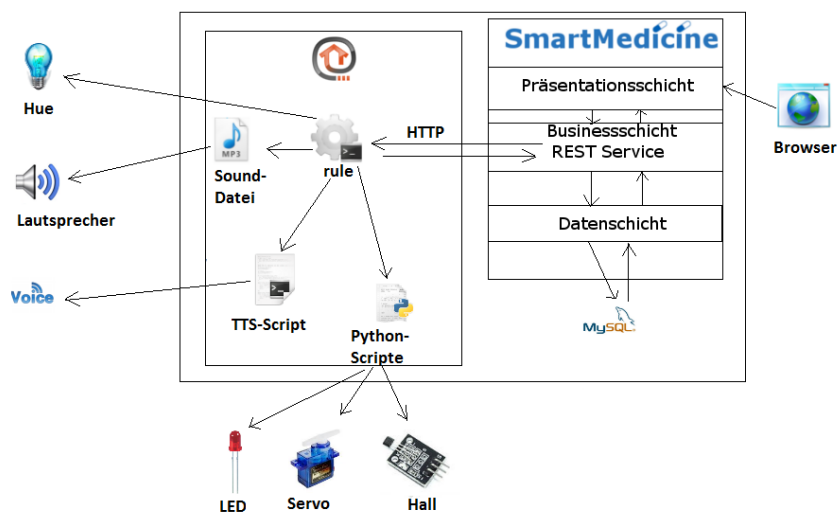 SmartMedicine
Präsentationsschicht
Hue
HTTP
Businessschicht
REST Service
Browser
MP3
>_
rule
Sound-
Datei
Lautsprecher
Datenschicht
Voice
>_
TTS-Script
Python-
Scripte
MySQL
LED
Servo
Hall